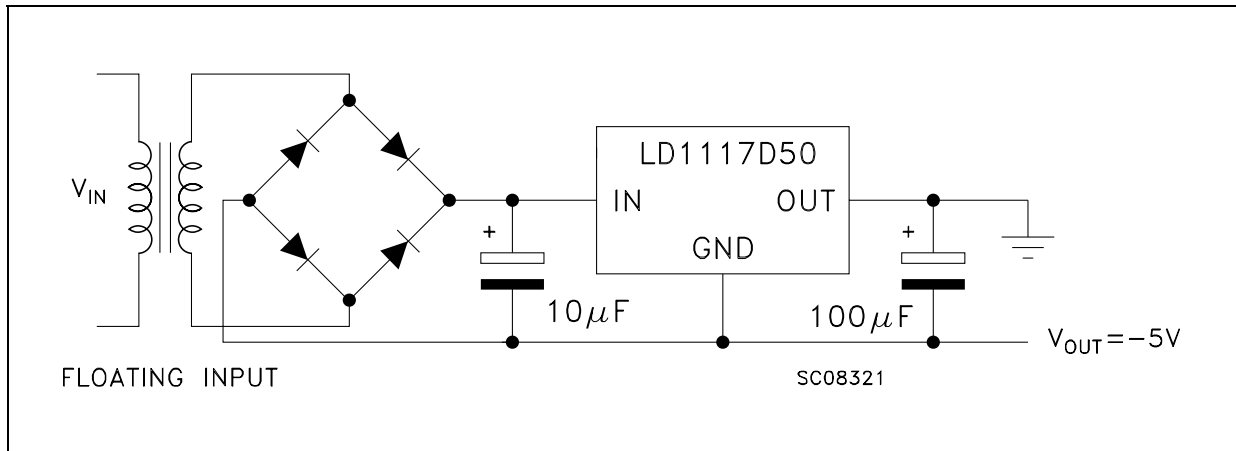 V_IN
LD1117D50
IN
OUT
GND
+
10μF
+
100μF
V_OUT=-5V
FLOATING INPUT
SC08321